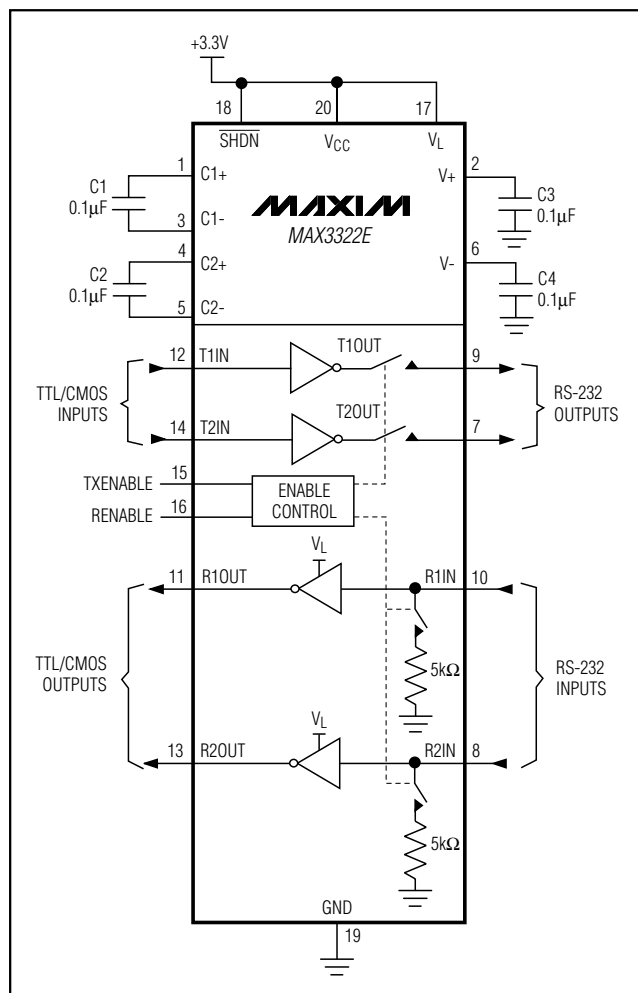 +3.3V
18
20
17
S̅H̅D̅N̅
VCC
VL
1
C1+
C1
0.1µF
3
C1-
4
C2+
C2
0.1µF
5
C2-
MAXIM
MAX3322E
2
V+
C3
0.1µF
6
V-
C4
0.1µF
TTL/CMOS
INPUTS
12
T1IN
T1OUT
9
14
T2IN
T2OUT
7
RS-232
OUTPUTS
TXENABLE
15
RENABLE
16
ENABLE
CONTROL
TTL/CMOS
OUTPUTS
11
R1OUT
VL
R1IN
10
5kΩ
13
R2OUT
VL
R2IN
8
5kΩ
RS-232
INPUTS
GND
19